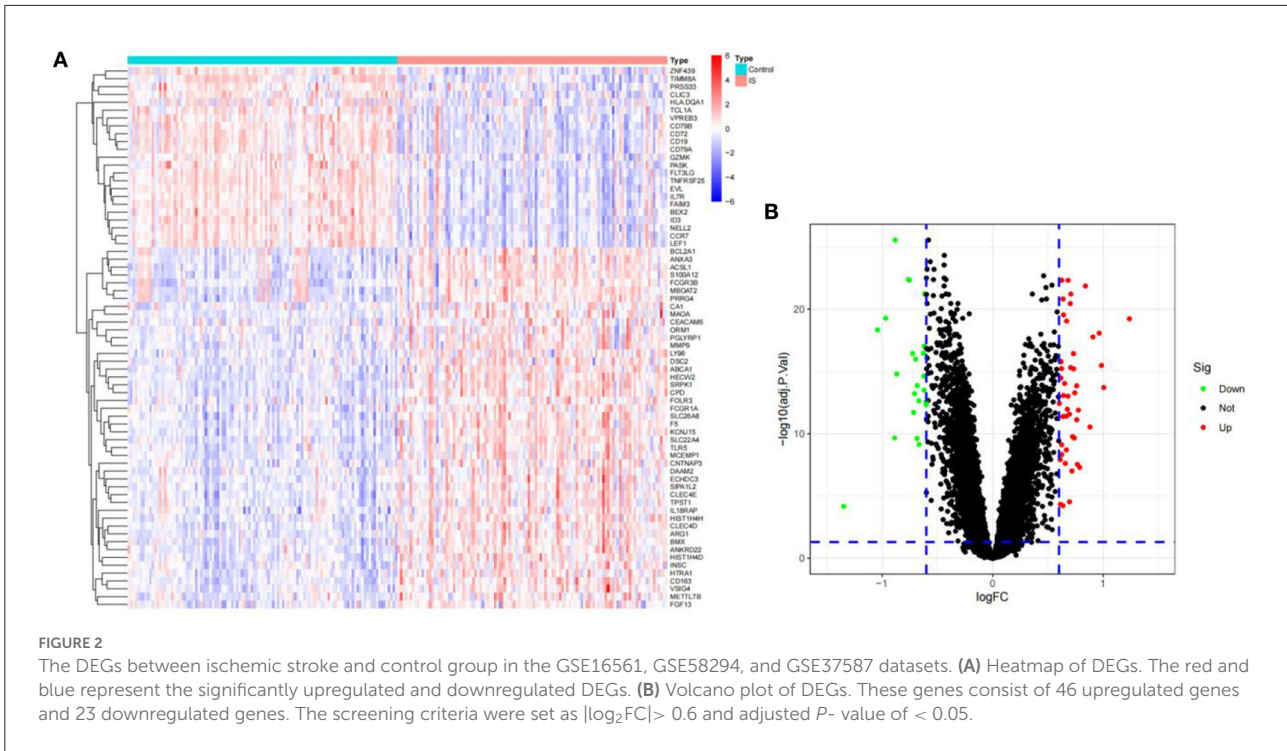 A
Type
ZNF439
TIMM8A
PRSS33
CLIC3
HLA.DQA1
TCL1A
VPREB3
CD79B
CD72
CD19
CD79A
GZMK
PASK
FLT3LG
TNFRSF25
EVL
IL7R
FAIM3
BEX2
ID3
NELL2
CCR7
LEF1
BCL2A1
ANXA3
ACSL1
S100A12
FCGR3B
MBOAT2
PRRG4
CA1
MAOA
CEACAM6
ORM1
PGLYRP1
MMP9
LY96
DSC2
ABCA1
HECW2
SRPK1
CPD
FOLR3
FCGR1A
SLC26A8
F5
KCNJ15
SLC22A4
TLR5
MCEMP1
CNTNAP3
DAAM2
ECHDC3
SIPA1L2
CLEC4E
TPST1
IL18RAP
HIST1H4H
CLEC4D
ARG1
BMX
ANKRD22
HIST1H4D
INSC
HTRA1
CD163
VSIG4
METTL7B
FGF13
6
4
2
0
−2
−4
−6
Type
Control
IS
B
−log10(adj.P.Val)
20
10
0
−1
0
1
logFC
Sig
Down
Not
Up
FIGURE 2
The DEGs between ischemic stroke and control group in the GSE16561, GSE58294, and GSE37587 datasets. (A) Heatmap of DEGs. The red and
blue represent the significantly upregulated and downregulated DEGs. (B) Volcano plot of DEGs. These genes consist of 46 upregulated genes
and 23 downregulated genes. The screening criteria were set as |log₂FC|> 0.6 and adjusted P- value of < 0.05.